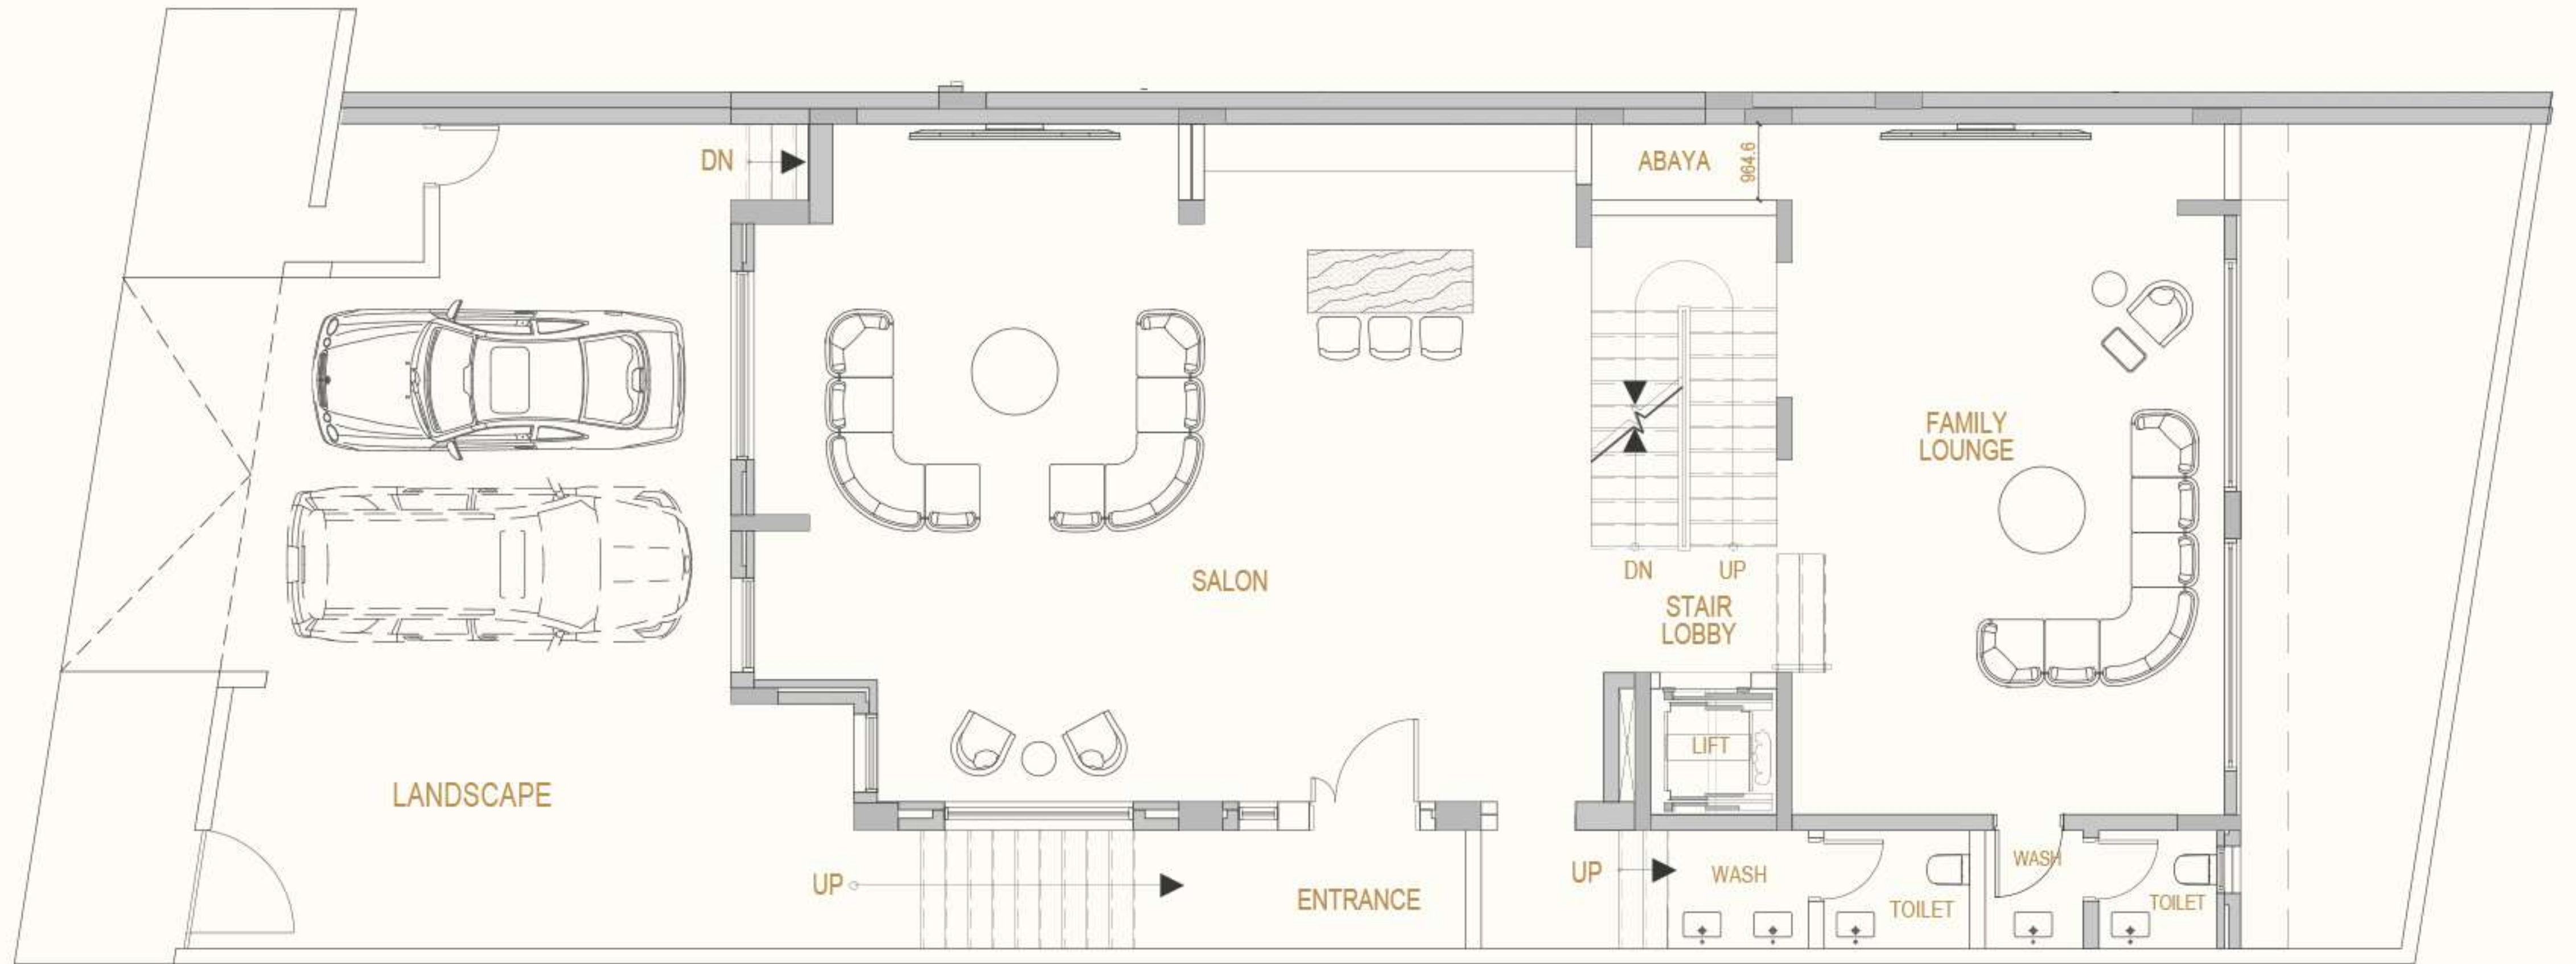 DN
ABAYA
964.6
FAMILY
LOUNGE
SALON
DN
UP
STAIR
LOBBY
LIFT
LANDSCAPE
UP
ENTRANCE
UP
WASH
TOILET
WASH
TOILET